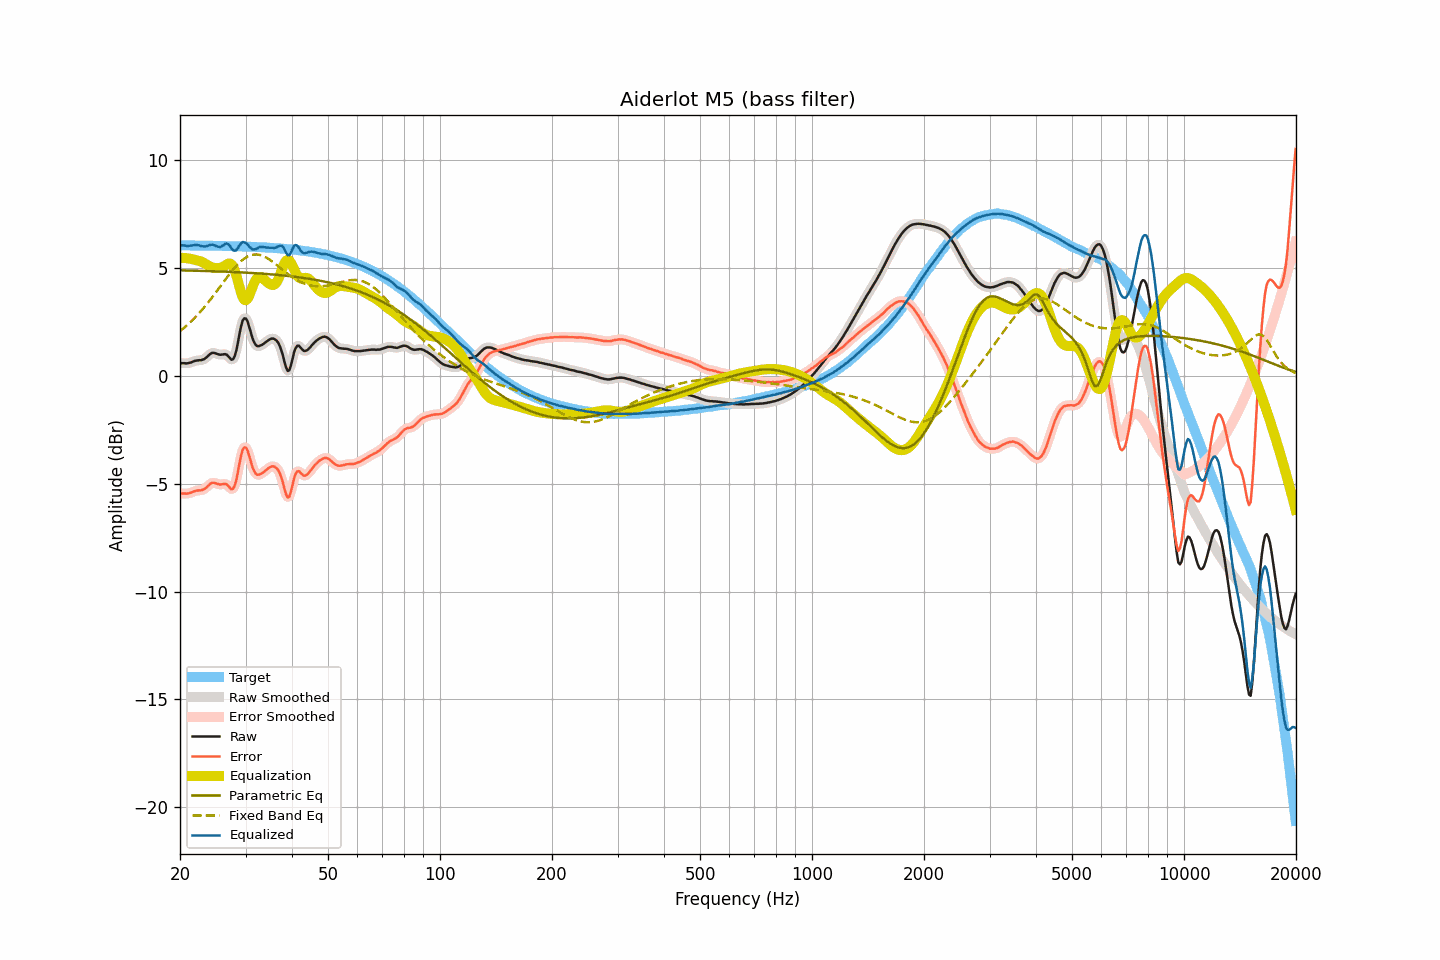 Aiderlot M5 (bass filter)
Amplitude (dBr)
10
5
0
−5
−10
−15
−20
Target
Raw Smoothed
Error Smoothed
Raw
Error
Equalization
Parametric Eq
Fixed Band Eq
Equalized
20 50 100 200 500 1000 2000 5000 10000 20000
Frequency (Hz)